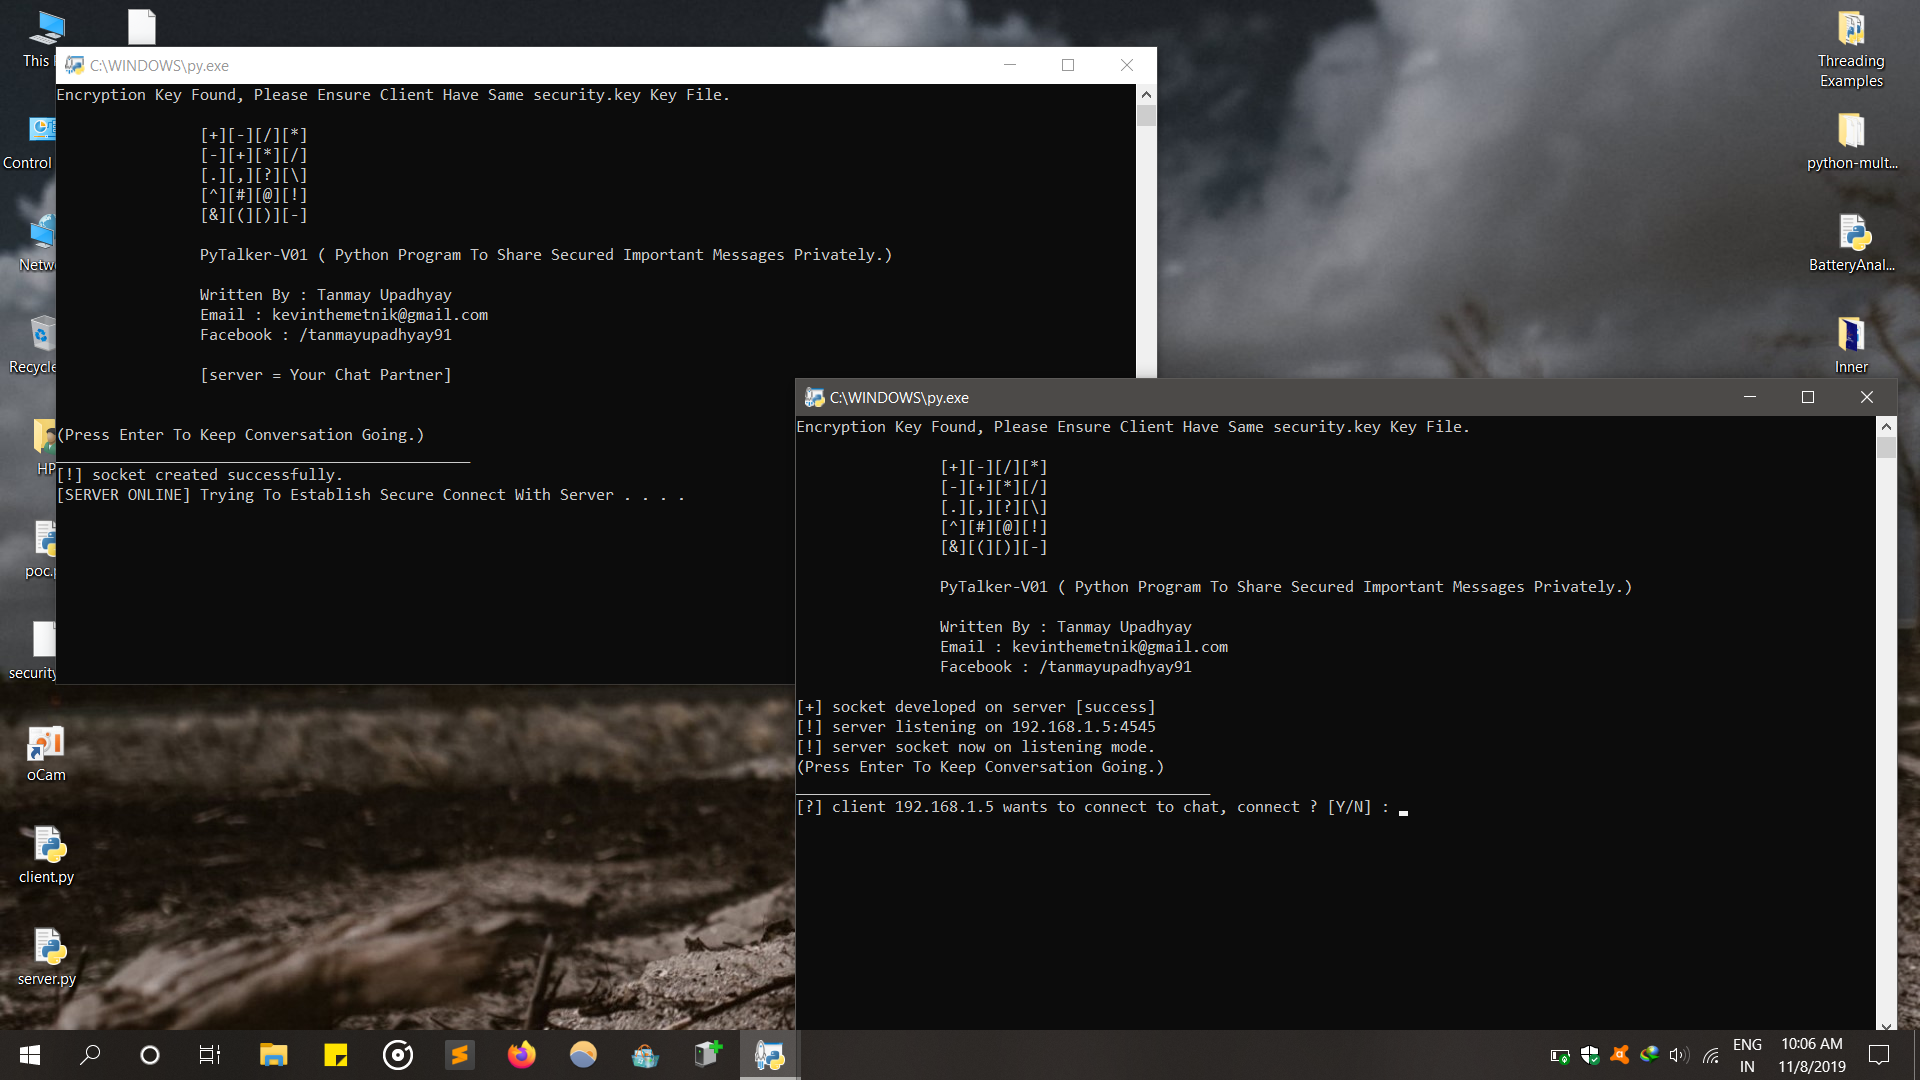 This
Control
Netw
Recycle
HP
poc.p
security
oCam
client.py
server.py
C:\WINDOWS\py.exe
Encryption Key Found, Please Ensure Client Have Same security.key Key File.
[+][-][/][*]
[-][+][*][/]
[.][,][?][\]
[^][#][@][!]
[&][(][)][-]
PyTalker-V01 ( Python Program To Share Secured Important Messages Privately.)
Written By : Tanmay Upadhyay
Email : kevinthemetnik@gmail.com
Facebook : /tanmayupadhyay91
[server = Your Chat Partner]
(Press Enter To Keep Conversation Going.)
[!] socket created successfully.
[SERVER ONLINE] Trying To Establish Secure Connect With Server . . . .
C:\WINDOWS\py.exe
Encryption Key Found, Please Ensure Client Have Same security.key Key File.
[+][-][/][*]
[-][+][*][/]
[.][,][?][\]
[^][#][@][!]
[&][(][)][-]
PyTalker-V01 ( Python Program To Share Secured Important Messages Privately.)
Written By : Tanmay Upadhyay
Email : kevinthemetnik@gmail.com
Facebook : /tanmayupadhyay91
[+] socket developed on server [success]
[!] server listening on 192.168.1.5:4545
[!] server socket now on listening mode.
(Press Enter To Keep Conversation Going.)
[?] client 192.168.1.5 wants to connect to chat, connect ? [Y/N] :
Threading
Examples
python-mult...
BatteryAnal...
Inner
ENG
IN
10:06 AM
11/8/2019